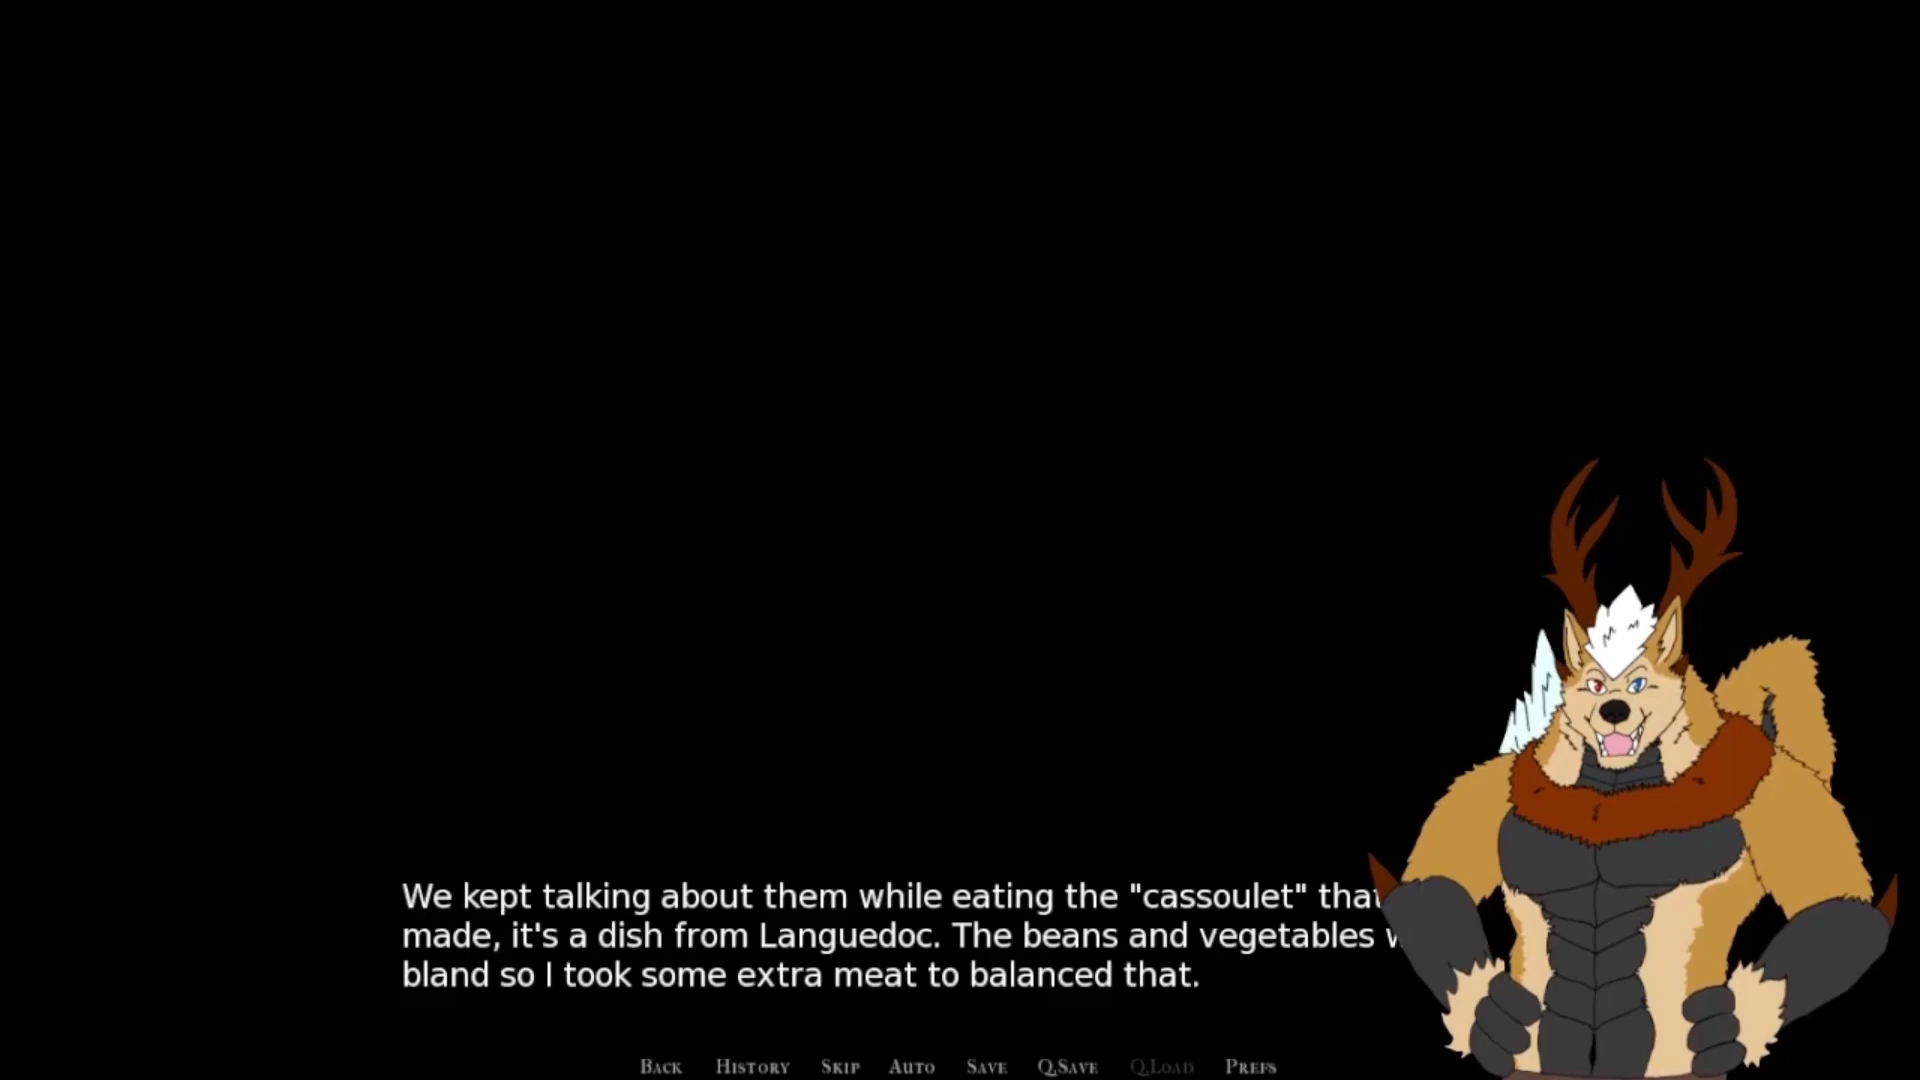 We kept talking about them while eating the "cassoulet" that
made, it's a dish from Languedoc. The beans and vegetables
bland so I took some extra meat to balanced that.
Back History Skip Auto Save Q.Save Q.Load Prefs